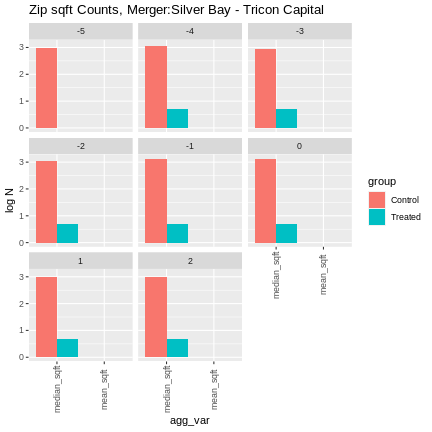 Zip sqft Counts, Merger:Silver Bay - Tricon Capital
-5
-4
-3
3
2
1
0
-2
-1
0
3
2
1
0
1
2
3
2
1
0
log N
median_sqft
mean_sqft
median_sqft
mean_sqft
median_sqft
mean_sqft
agg_var
group
Control
Treated